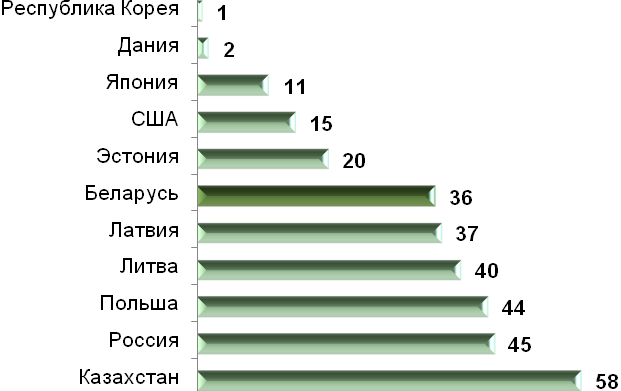 Республика Корея 1
Дания 2
Япония 11
США 15
Эстония 20
Беларусь 36
Латвия 37
Литва 40
Польша 44
Россия 45
Казахстан 58